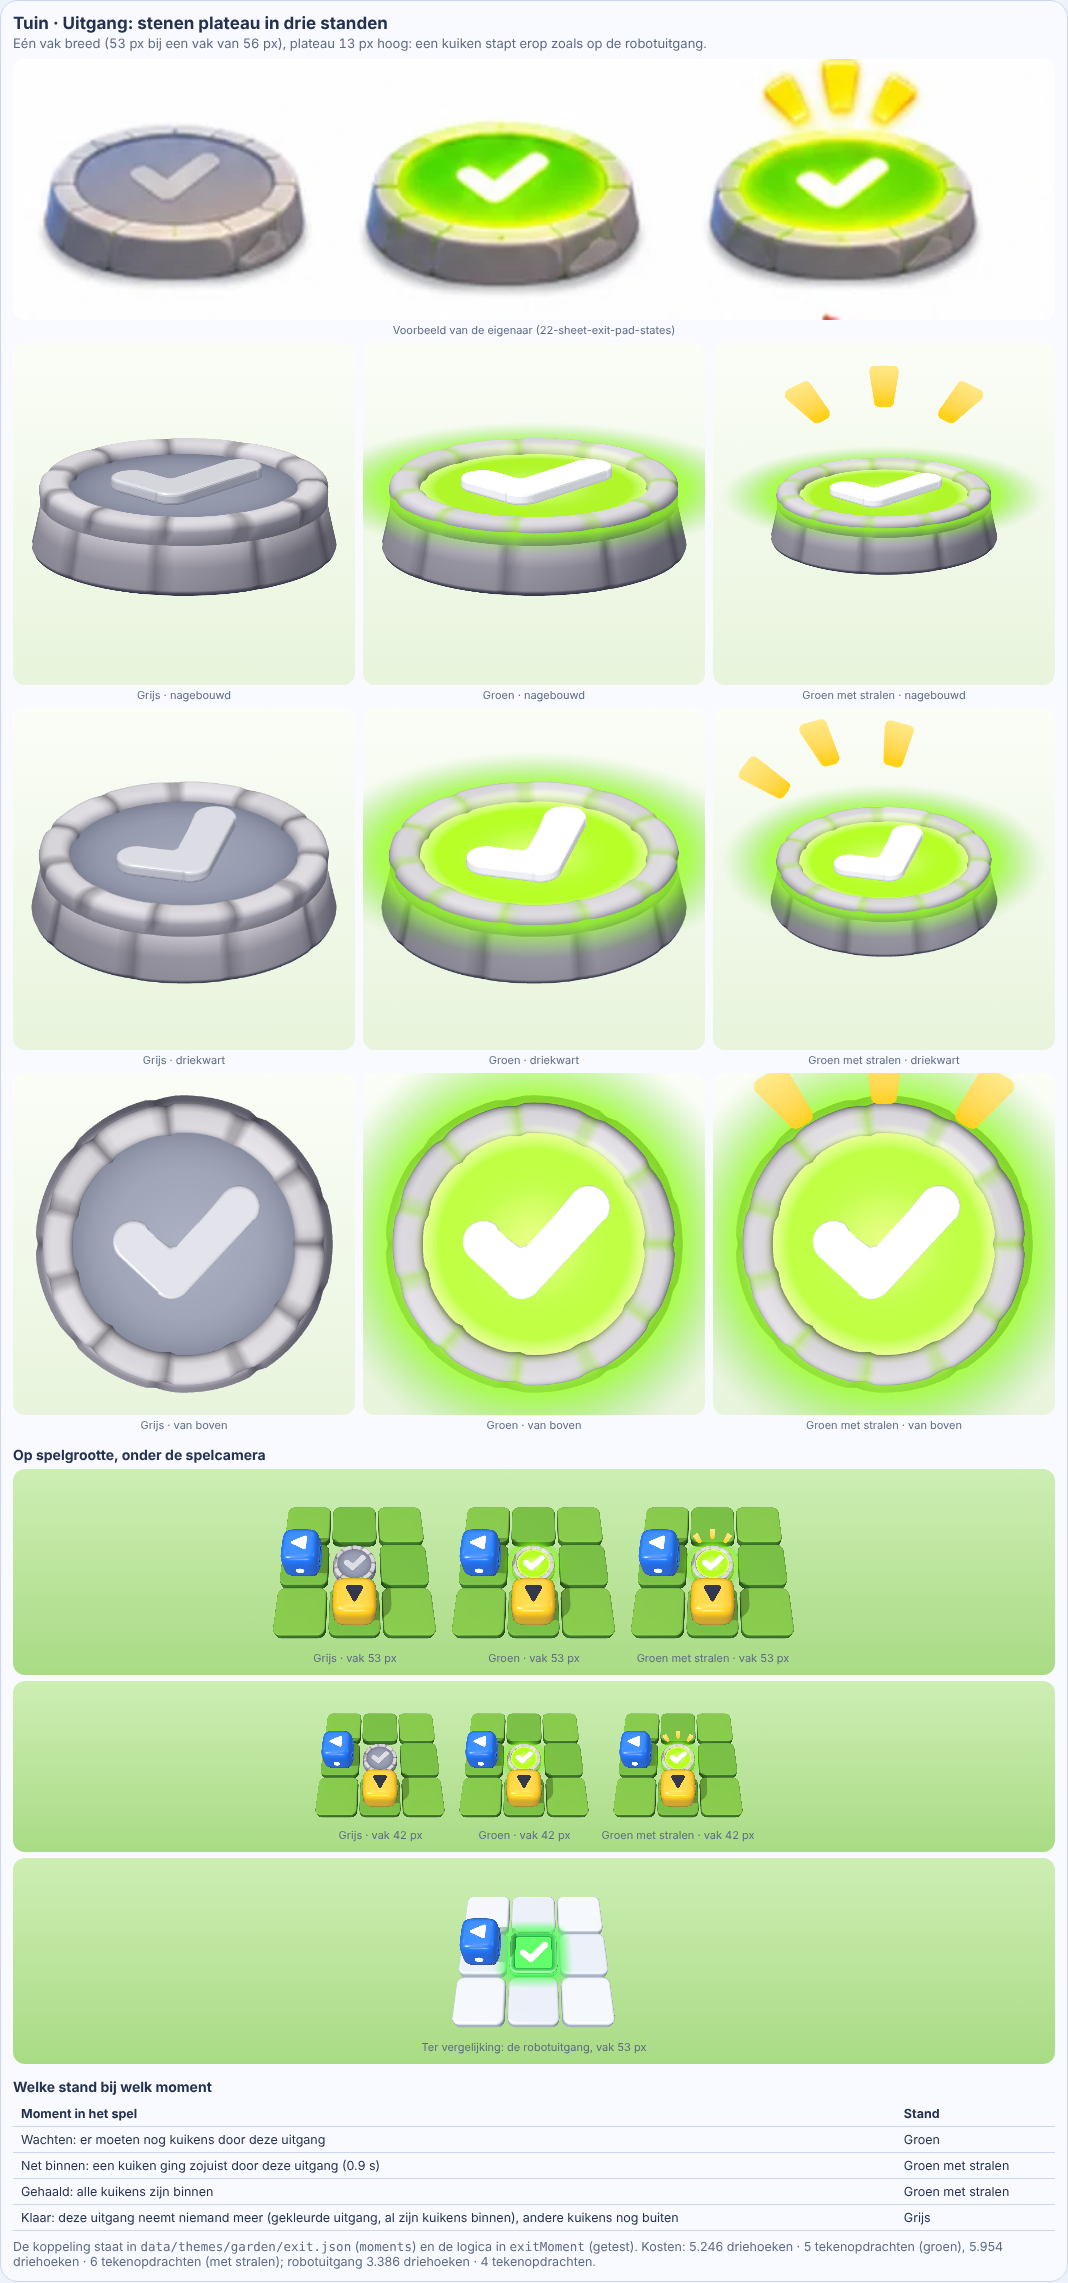 Tuin · Uitgang: stenen plateau in drie standen
Eén vak breed (53 px bij een vak van 56 px), plateau 13 px hoog: een kuiken stapt erop zoals op de robotuitgang.
Voorbeeld van de eigenaar (22-sheet-exit-pad-states)
Grijs · nagebouwd
Groen · nagebouwd
Groen met stralen · nagebouwd
Grijs · driekwart
Groen · driekwart
Groen met stralen · driekwart
Grijs · van boven
Groen · van boven
Groen met stralen · van boven
Op spelgrootte, onder de spelcamera
Grijs · vak 53 px
Groen · vak 53 px
Groen met stralen · vak 53 px
Grijs · vak 42 px
Groen · vak 42 px
Groen met stralen · vak 42 px
Ter vergelijking: de robotuitgang, vak 53 px
Welke stand bij welk moment
Moment in het spel Stand
Wachten: er moeten nog kuikens door deze uitgang Groen
Net binnen: een kuiken ging zojuist door deze uitgang (0.9 s) Groen met stralen
Gehaald: alle kuikens zijn binnen Groen met stralen
Klaar: deze uitgang neemt niemand meer (gekleurde uitgang, al zijn kuikens binnen), andere kuikens nog buiten Grijs
De koppeling staat in data/themes/garden/exit.json (moments) en de logica in exitMoment (getest). Kosten: 5.246 driehoeken · 5 tekenopdrachten (groen), 5.954
driehoeken · 6 tekenopdrachten (met stralen); robotuitgang 3.386 driehoeken · 4 tekenopdrachten.